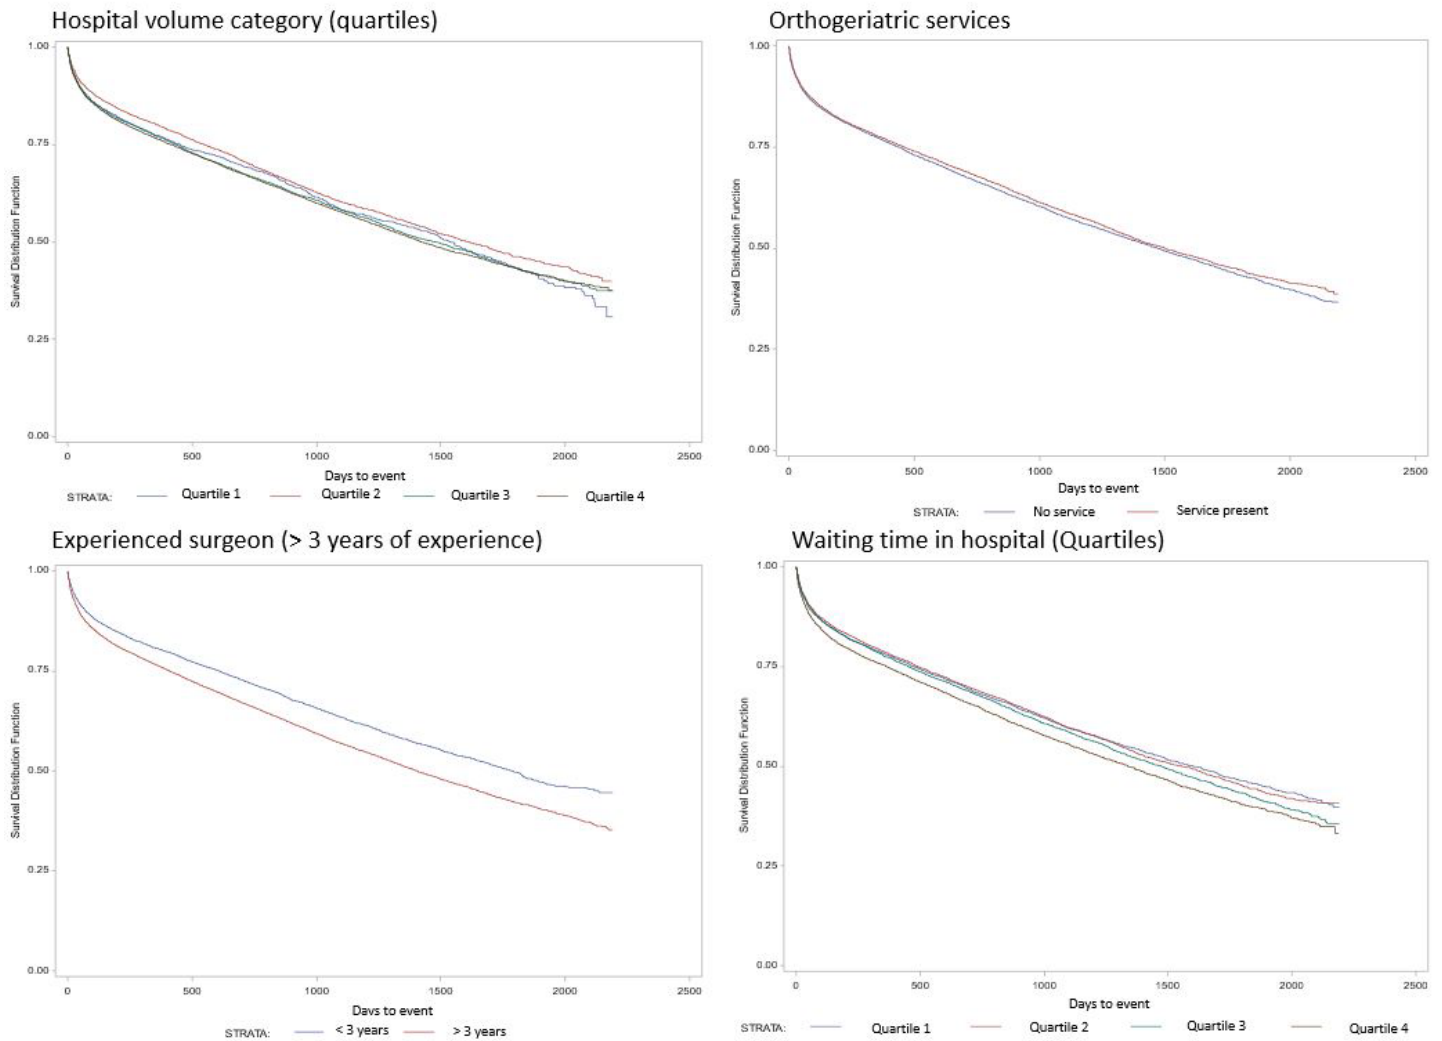 Hospital volume category (quartiles)
1.00
0.75
0.50
0.25
0.00
Survival Distribution Function
0 500 1000 1500 2000 2500
Days to event
STRATA: Quartile 1 Quartile 2 Quartile 3 Quartile 4
Orthogeriatric services
1.00
0.75
0.50
0.25
0.00
Survival Distribution Function
0 500 1000 1500 2000 2500
Days to event
STRATA: No service Service present
Experienced surgeon (> 3 years of experience)
1.00
0.75
0.50
0.25
0.00
Survival Distribution Function
0 500 1000 1500 2000 2500
Days to event
STRATA: < 3 years > 3 years
Waiting time in hospital (Quartiles)
1.00
0.75
0.50
0.25
0.00
Survival Distribution Function
0 500 1000 1500 2000 2500
Days to event
STRATA: Quartile 1 Quartile 2 Quartile 3 Quartile 4